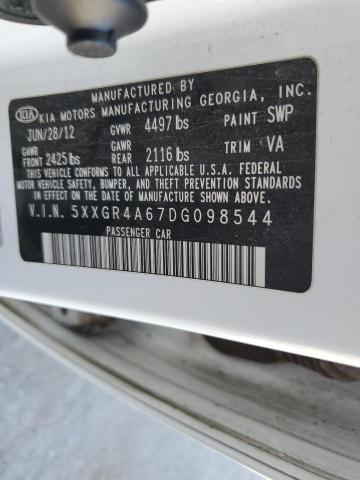 MANUFACTURED BY
KIA KIA MOTORS MANUFACTURING GEORGIA, INC.
JUN/28/12 GVWR 4497 lbs PAINT SWP
GAWR FRONT 2425 lbs GAWR REAR 2116 lbs TRIM VA
THIS VEHICLE CONFORMS TO ALL APPLICABLE U.S.A. FEDERAL
MOTOR VEHICLE SAFETY, BUMPER, AND THEFT PREVENTION STANDARDS
IN EFFECT ON THE DATE OF MANUFACTURE SHOWN ABOVE.
V.I.N. 5XXGR4A67DG098544
PASSENGER CAR